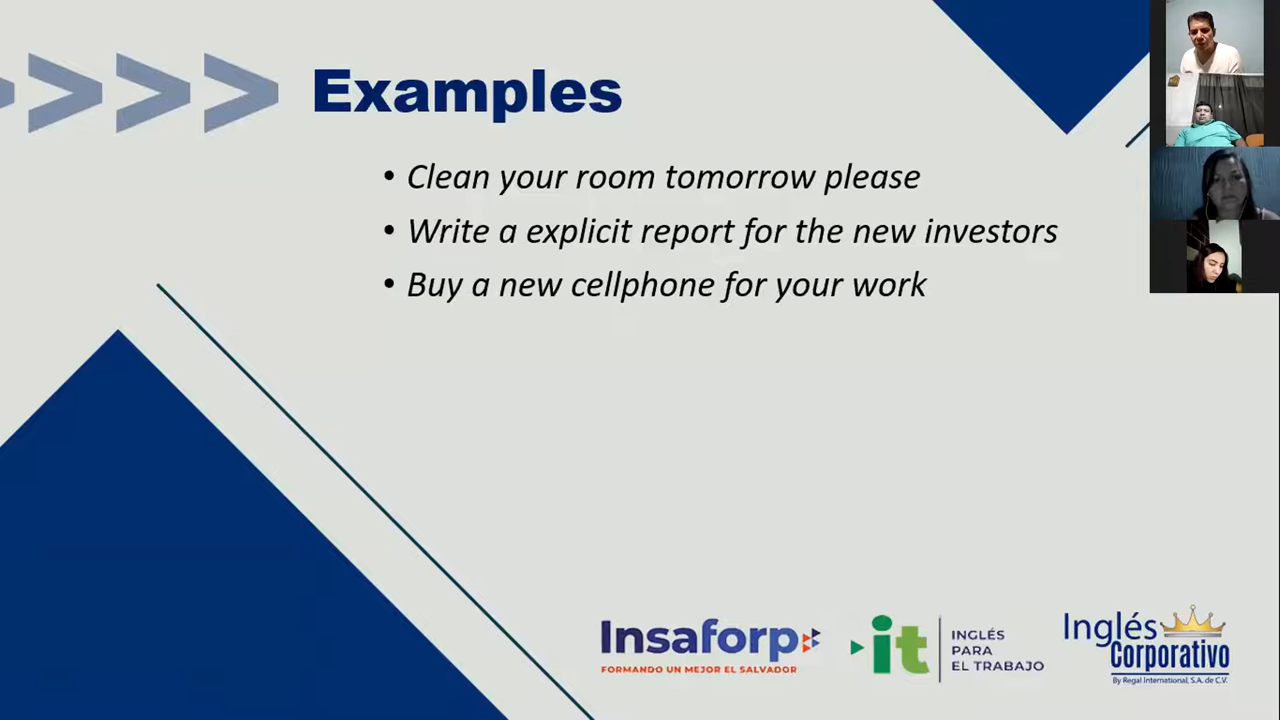 Examples
• Clean your room tomorrow please
• Write a explicit report for the new investors
• Buy a new cellphone for your work
Insaforp
FORMANDO UN MEJOR EL SALVADOR
it
INGLÉS
PARA
EL TRABAJO
Inglés
Corporativo
By Regal International, S.A. de C.V.